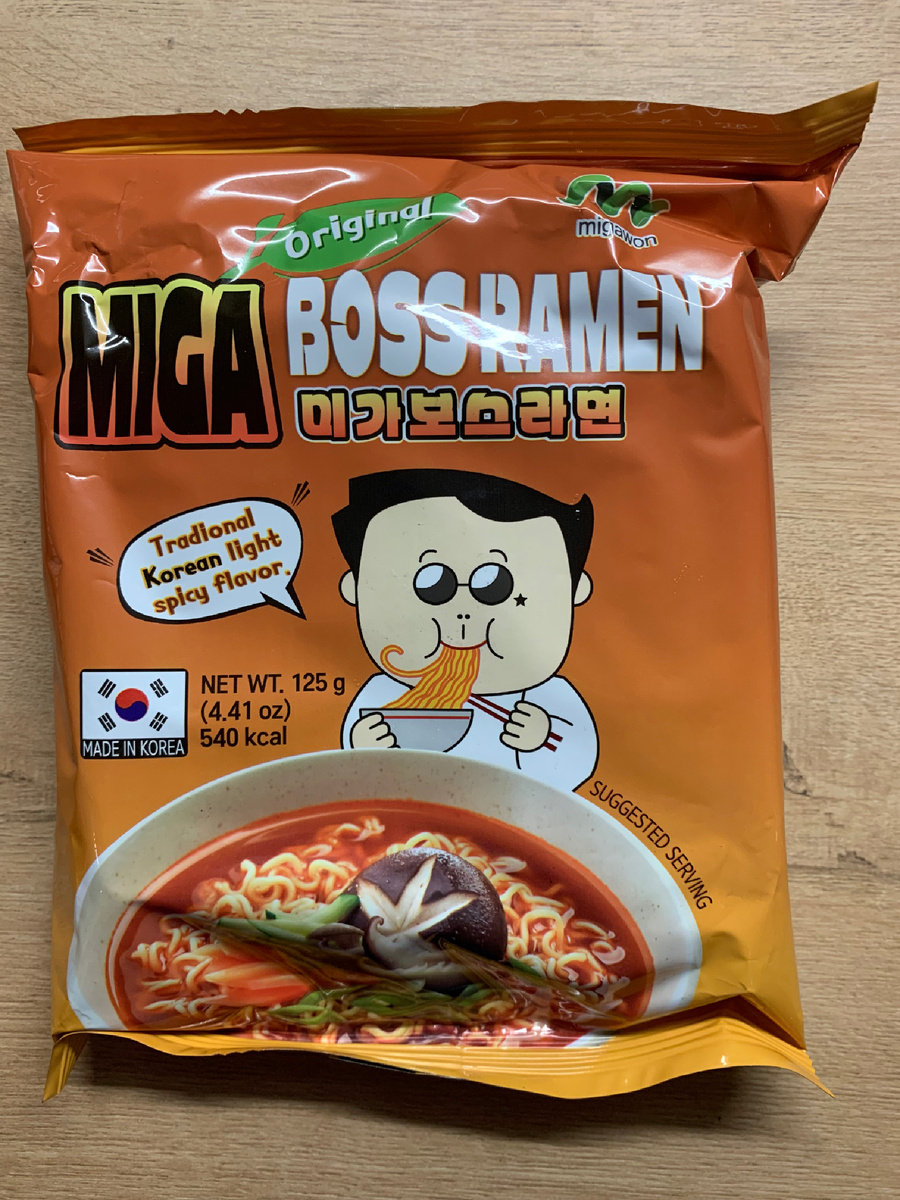 Original
migawon
MIGA
BOSS RAMEN
미가보스라면
Tradional
Korean light
spicy flavor.
NET WT. 125 g
(4.41 oz)
540 kcal
MADE IN KOREA
SUGGESTED SERVING